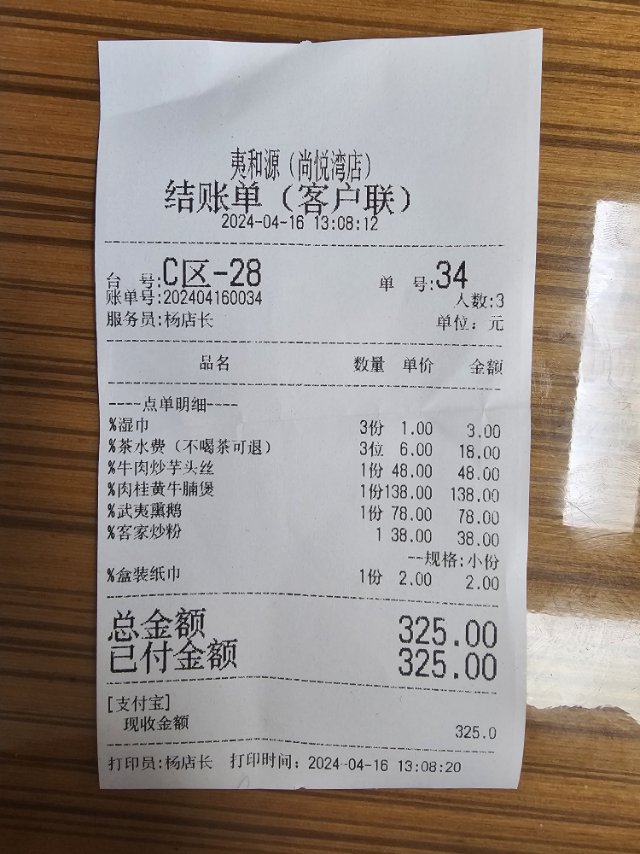 夷和源（尚悦湾店）
结账单（客户联）
2024-04-16 13:08:12
台 号:C区-28 单 号:34
账单号:202404160034 人数:3
服务员:杨店长 单位: 元
品名 数量 单价 金额
----点单明细----
%湿巾 3份 1.00 3.00
%茶水费（不喝茶可退） 3位 6.00 18.00
%牛肉炒芋头丝 1份 48.00 48.00
%肉桂黄牛腩煲 1份138.00 138.00
%武夷熏鹅 1份 78.00 78.00
%客家炒粉 1 38.00 38.00
--规格:小份
%盒装纸巾 1份 2.00 2.00
总金额 325.00
已付金额 325.00
[支付宝]
现收金额 325.0
打印员:杨店长 打印时间: 2024-04-16 13:08:20